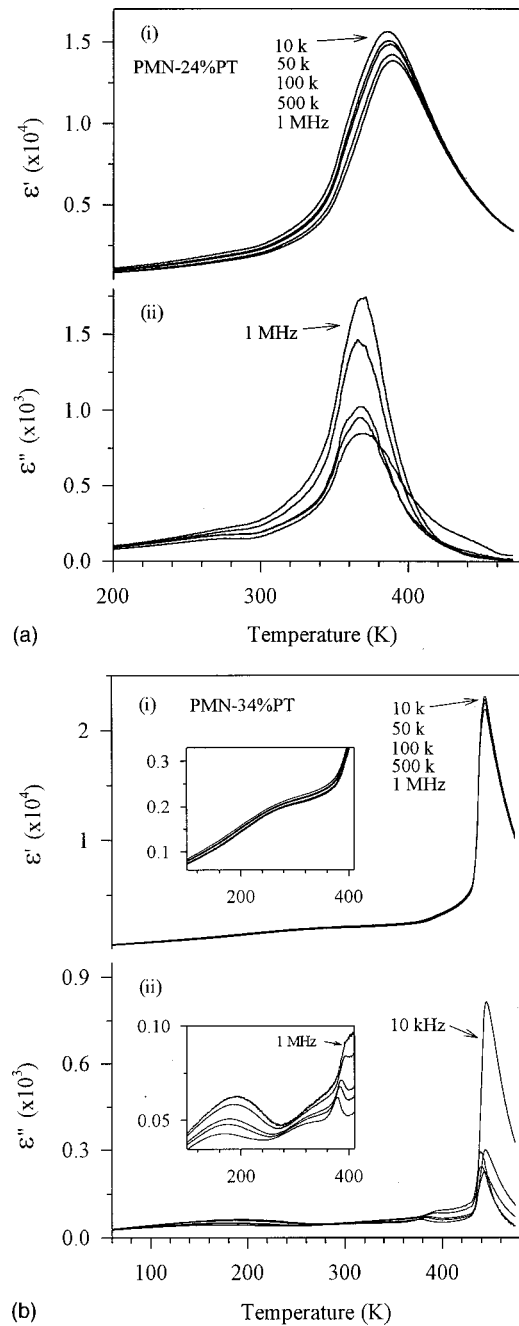 (i)
PMN-24%PT
10 k
50 k
100 k
500 k
1 MHz
1.5
1.0
0.5
ε' (x10⁴)
(ii)
1 MHz
1.5
1.0
0.5
0.0
ε" (x10³)
200 300 400
Temperature (K)
(a)
(i) PMN-34%PT
10 k
50 k
100 k
500 k
1 MHz
2
1
ε' (x10⁴)
0.3
0.2
0.1
200 400
(ii)
10 kHz
0.9
0.6
0.3
0.0
ε" (x10³)
0.10
0.05
1 MHz
200 400
100 200 300 400
Temperature (K)
(b)